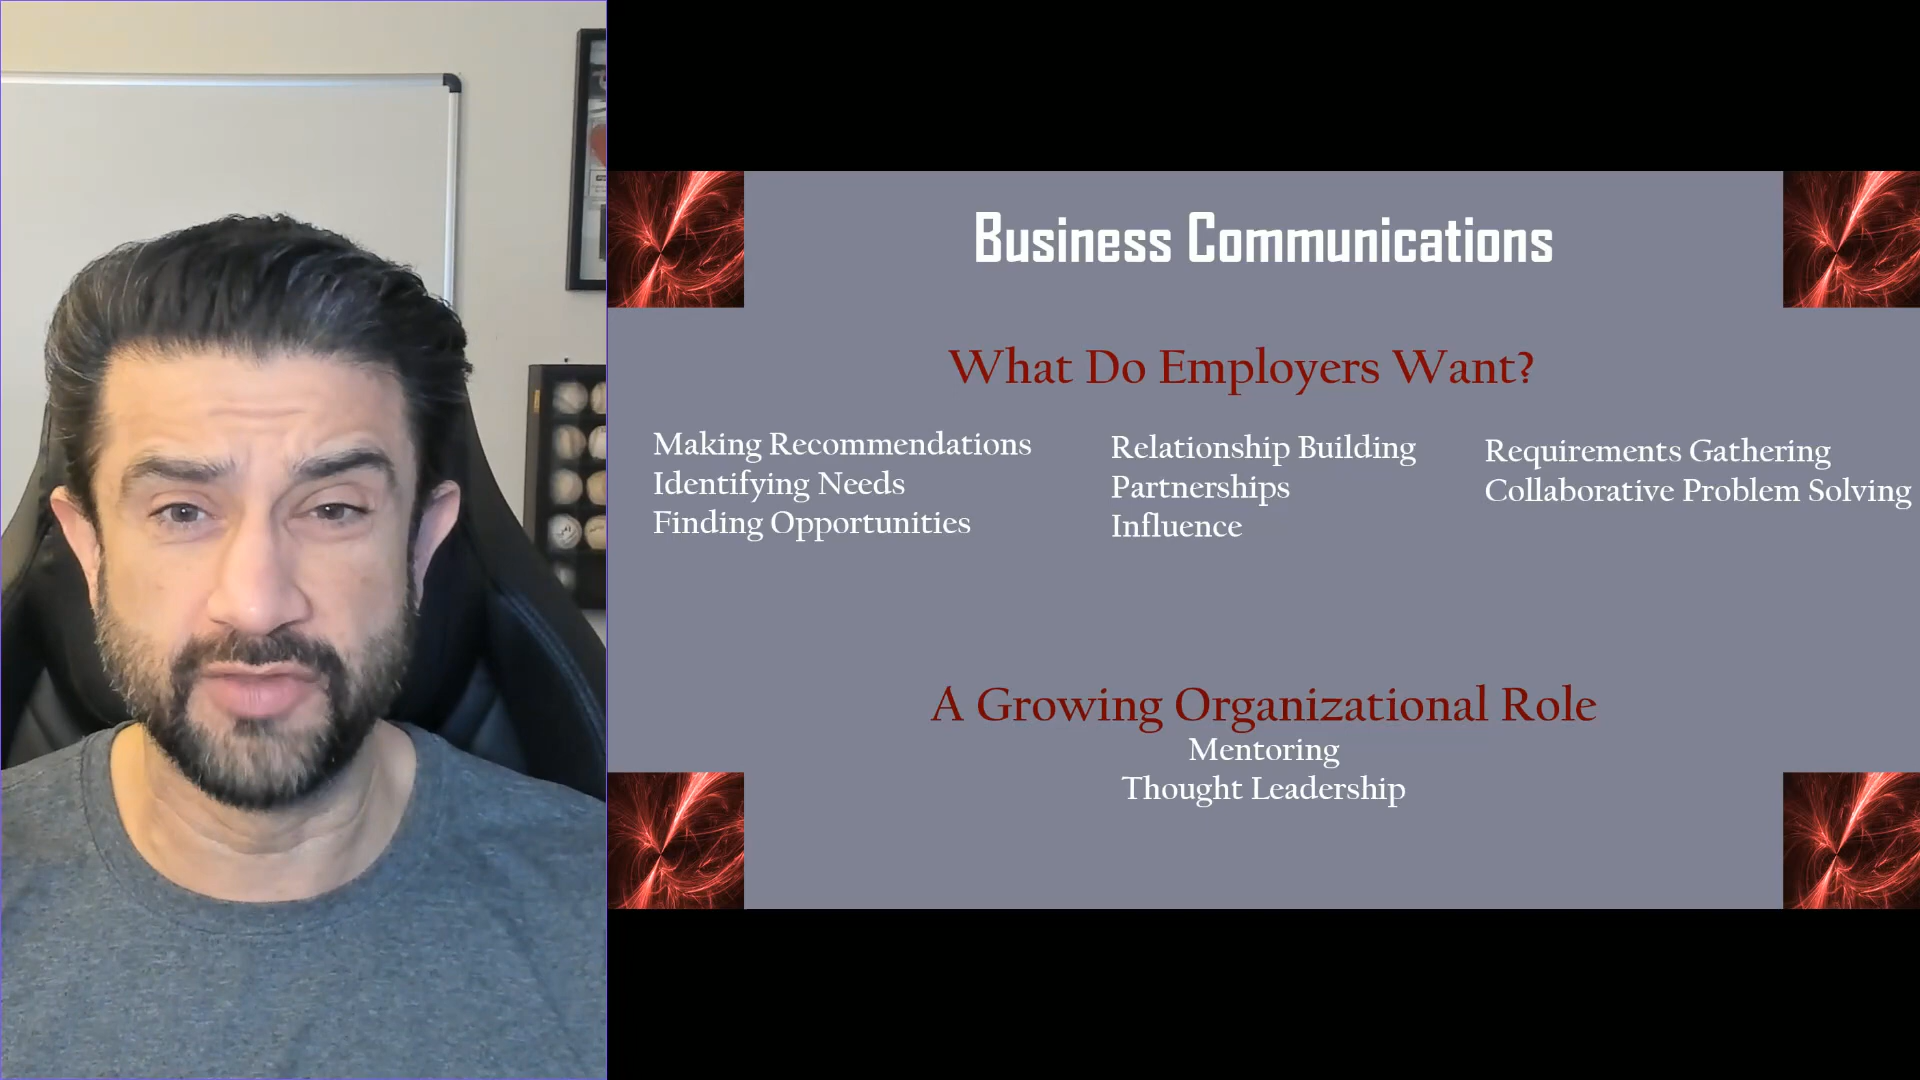 Business Communications
What Do Employers Want?
Making Recommendations
Identifying Needs
Finding Opportunities
Relationship Building
Partnerships
Influence
Requirements Gathering
Collaborative Problem Solving
A Growing Organizational Role
Mentoring
Thought Leadership